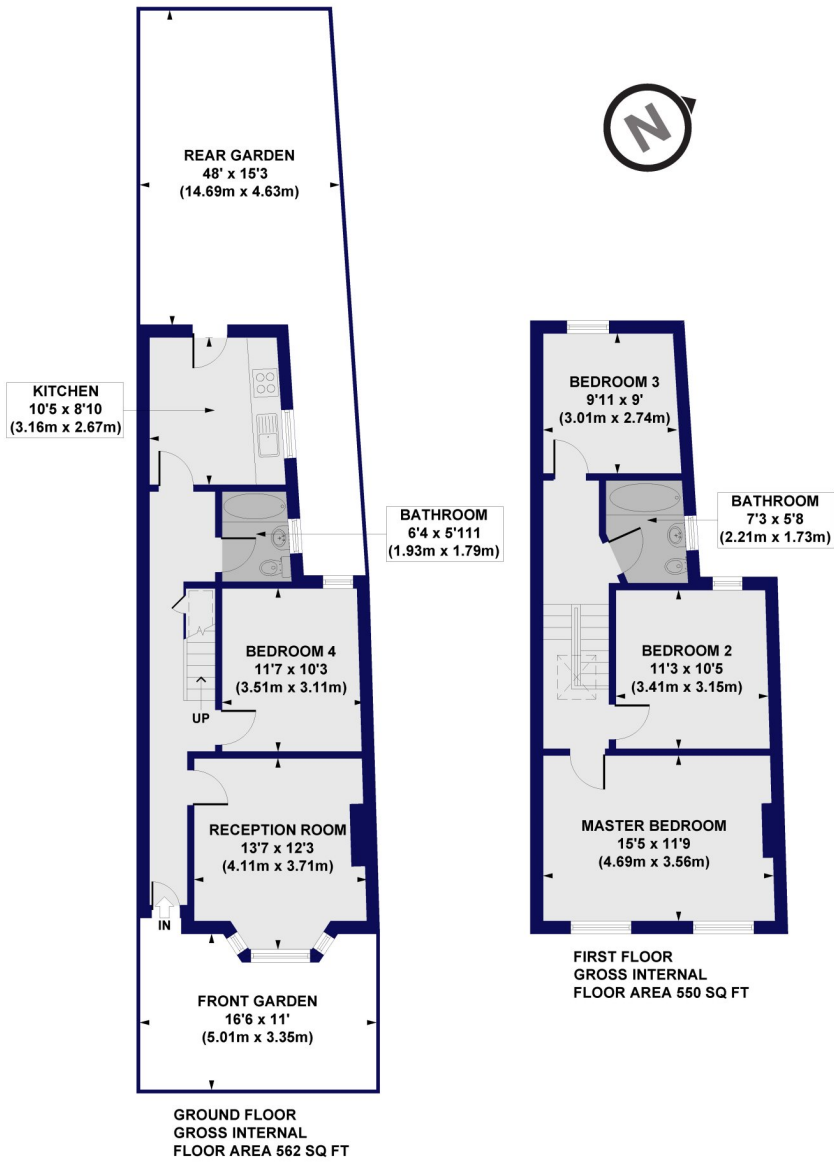 N
REAR GARDEN
48' x 15'3
(14.69m x 4.63m)
KITCHEN
10'5 x 8'10
(3.16m x 2.67m)
BATHROOM
6'4 x 5'111
(1.93m x 1.79m)
BEDROOM 4
11'7 x 10'3
(3.51m x 3.11m)
UP
RECEPTION ROOM
13'7 x 12'3
(4.11m x 3.71m)
IN
FRONT GARDEN
16'6 x 11'
(5.01m x 3.35m)
GROUND FLOOR
GROSS INTERNAL
FLOOR AREA 562 SQ FT
BEDROOM 3
9'11 x 9'
(3.01m x 2.74m)
BATHROOM
7'3 x 5'8
(2.21m x 1.73m)
BEDROOM 2
11'3 x 10'5
(3.41m x 3.15m)
MASTER BEDROOM
15'5 x 11'9
(4.69m x 3.56m)
FIRST FLOOR
GROSS INTERNAL
FLOOR AREA 550 SQ FT